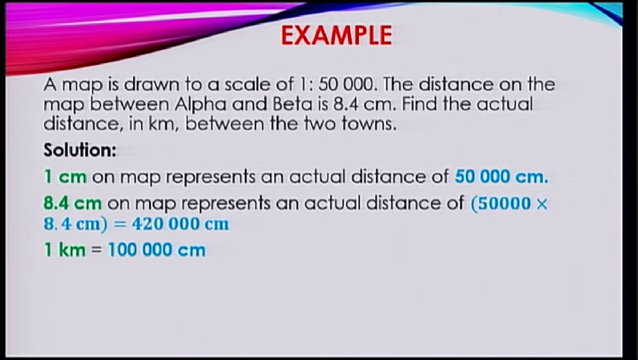 EXAMPLE
A map is drawn to a scale of 1: 50 000. The distance on the
map between Alpha and Beta is 8.4 cm. Find the actual
distance, in km, between the two towns.
Solution:
1 cm on map represents an actual distance of 50 000 cm.
8.4 cm on map represents an actual distance of (50000 ×
8.4 cm) = 420 000 cm
1 km = 100 000 cm